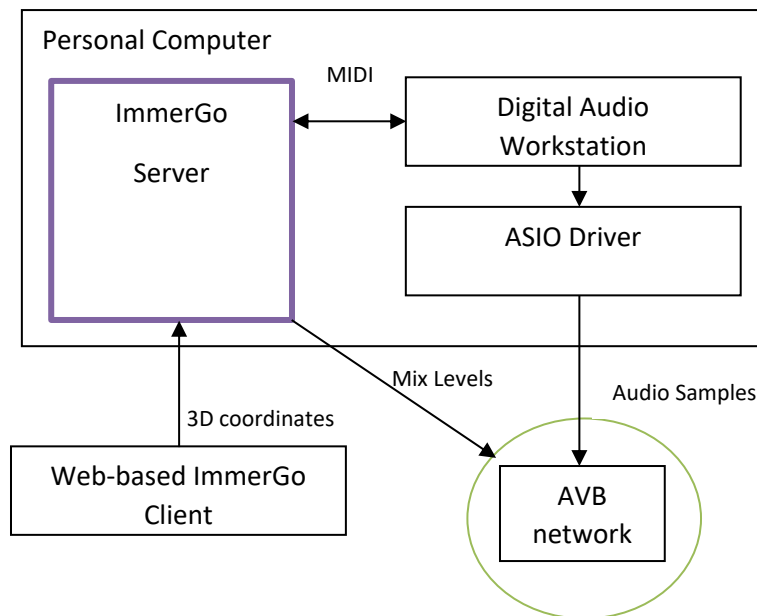 Personal Computer
MIDI
ImmerGo
Server
Digital Audio
Workstation
ASIO Driver
Mix Levels
Audio Samples
3D coordinates
Web-based ImmerGo
Client
AVB
network